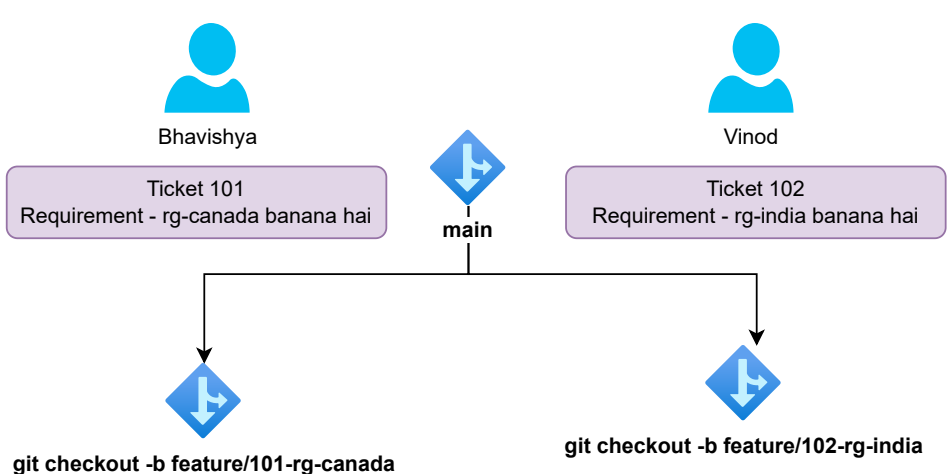 Bhavishya
Vinod
Ticket 101
Requirement - rg-canada banana hai
Ticket 102
Requirement - rg-india banana hai
main
git checkout -b feature/101-rg-canada
git checkout -b feature/102-rg-india